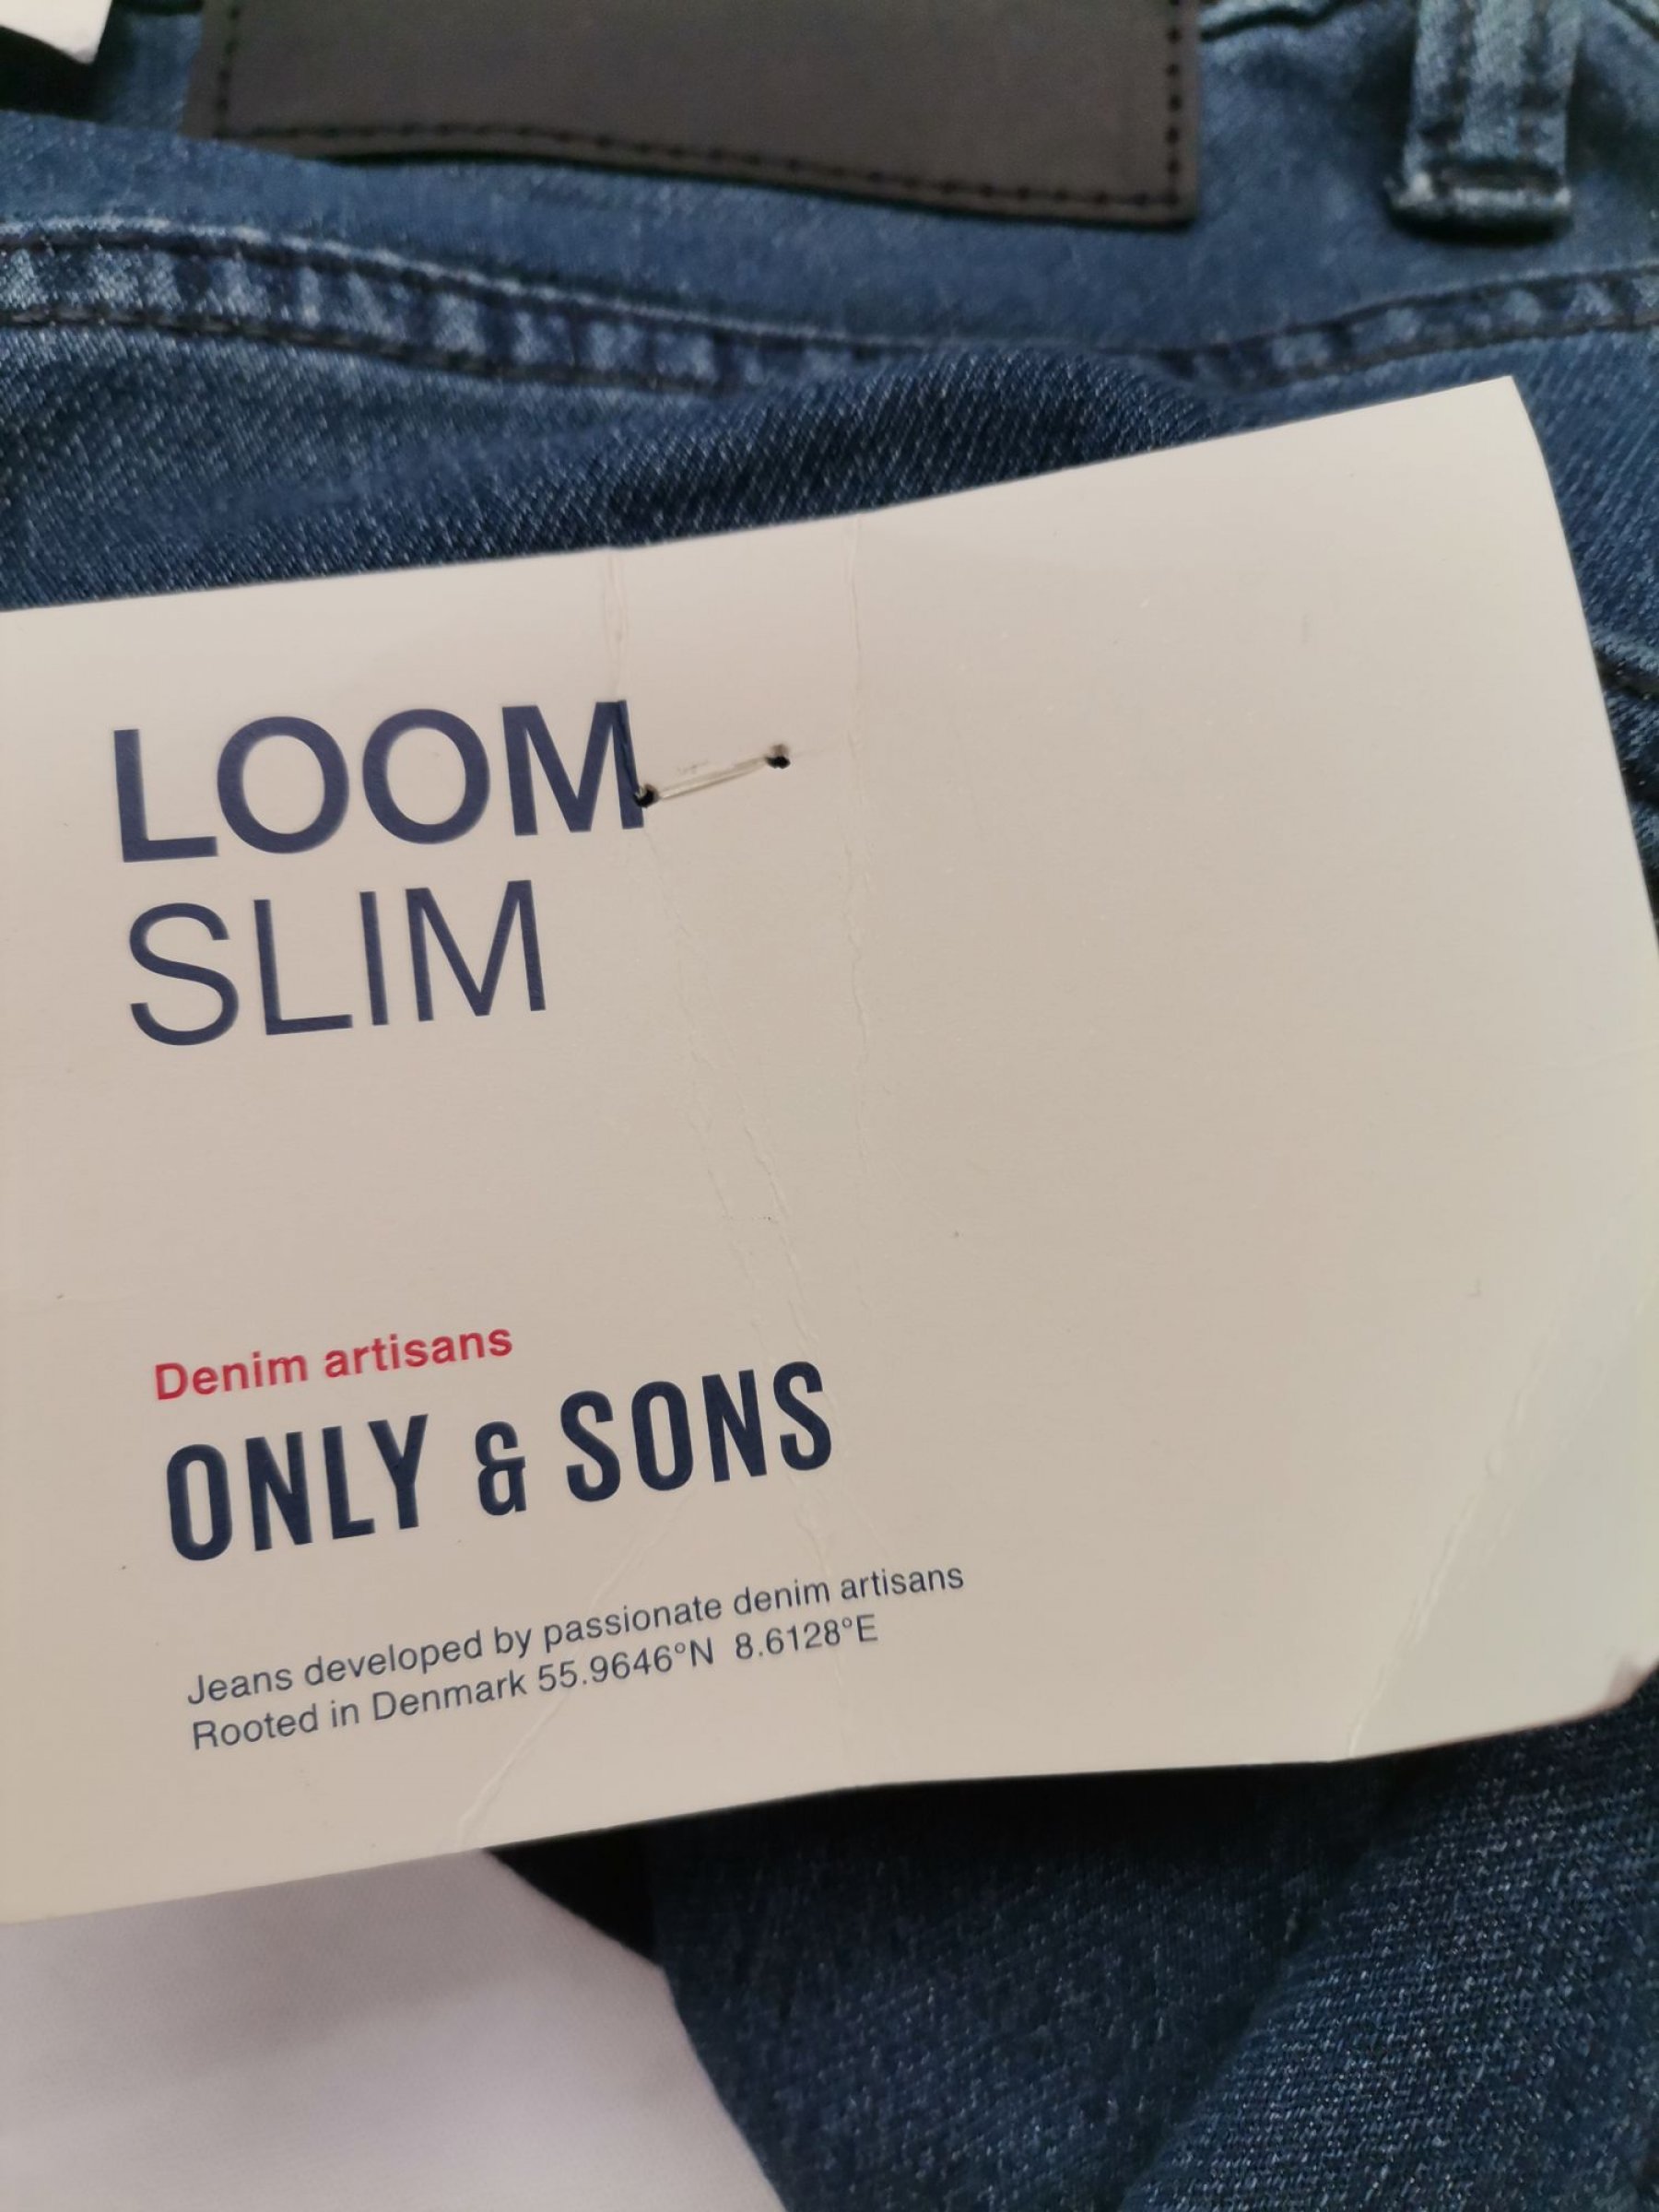 LOOM
SLIM
Denim artisans
ONLY & SONS
Jeans developed by passionate denim artisans
Rooted in Denmark 55.9646°N 8.6128°E